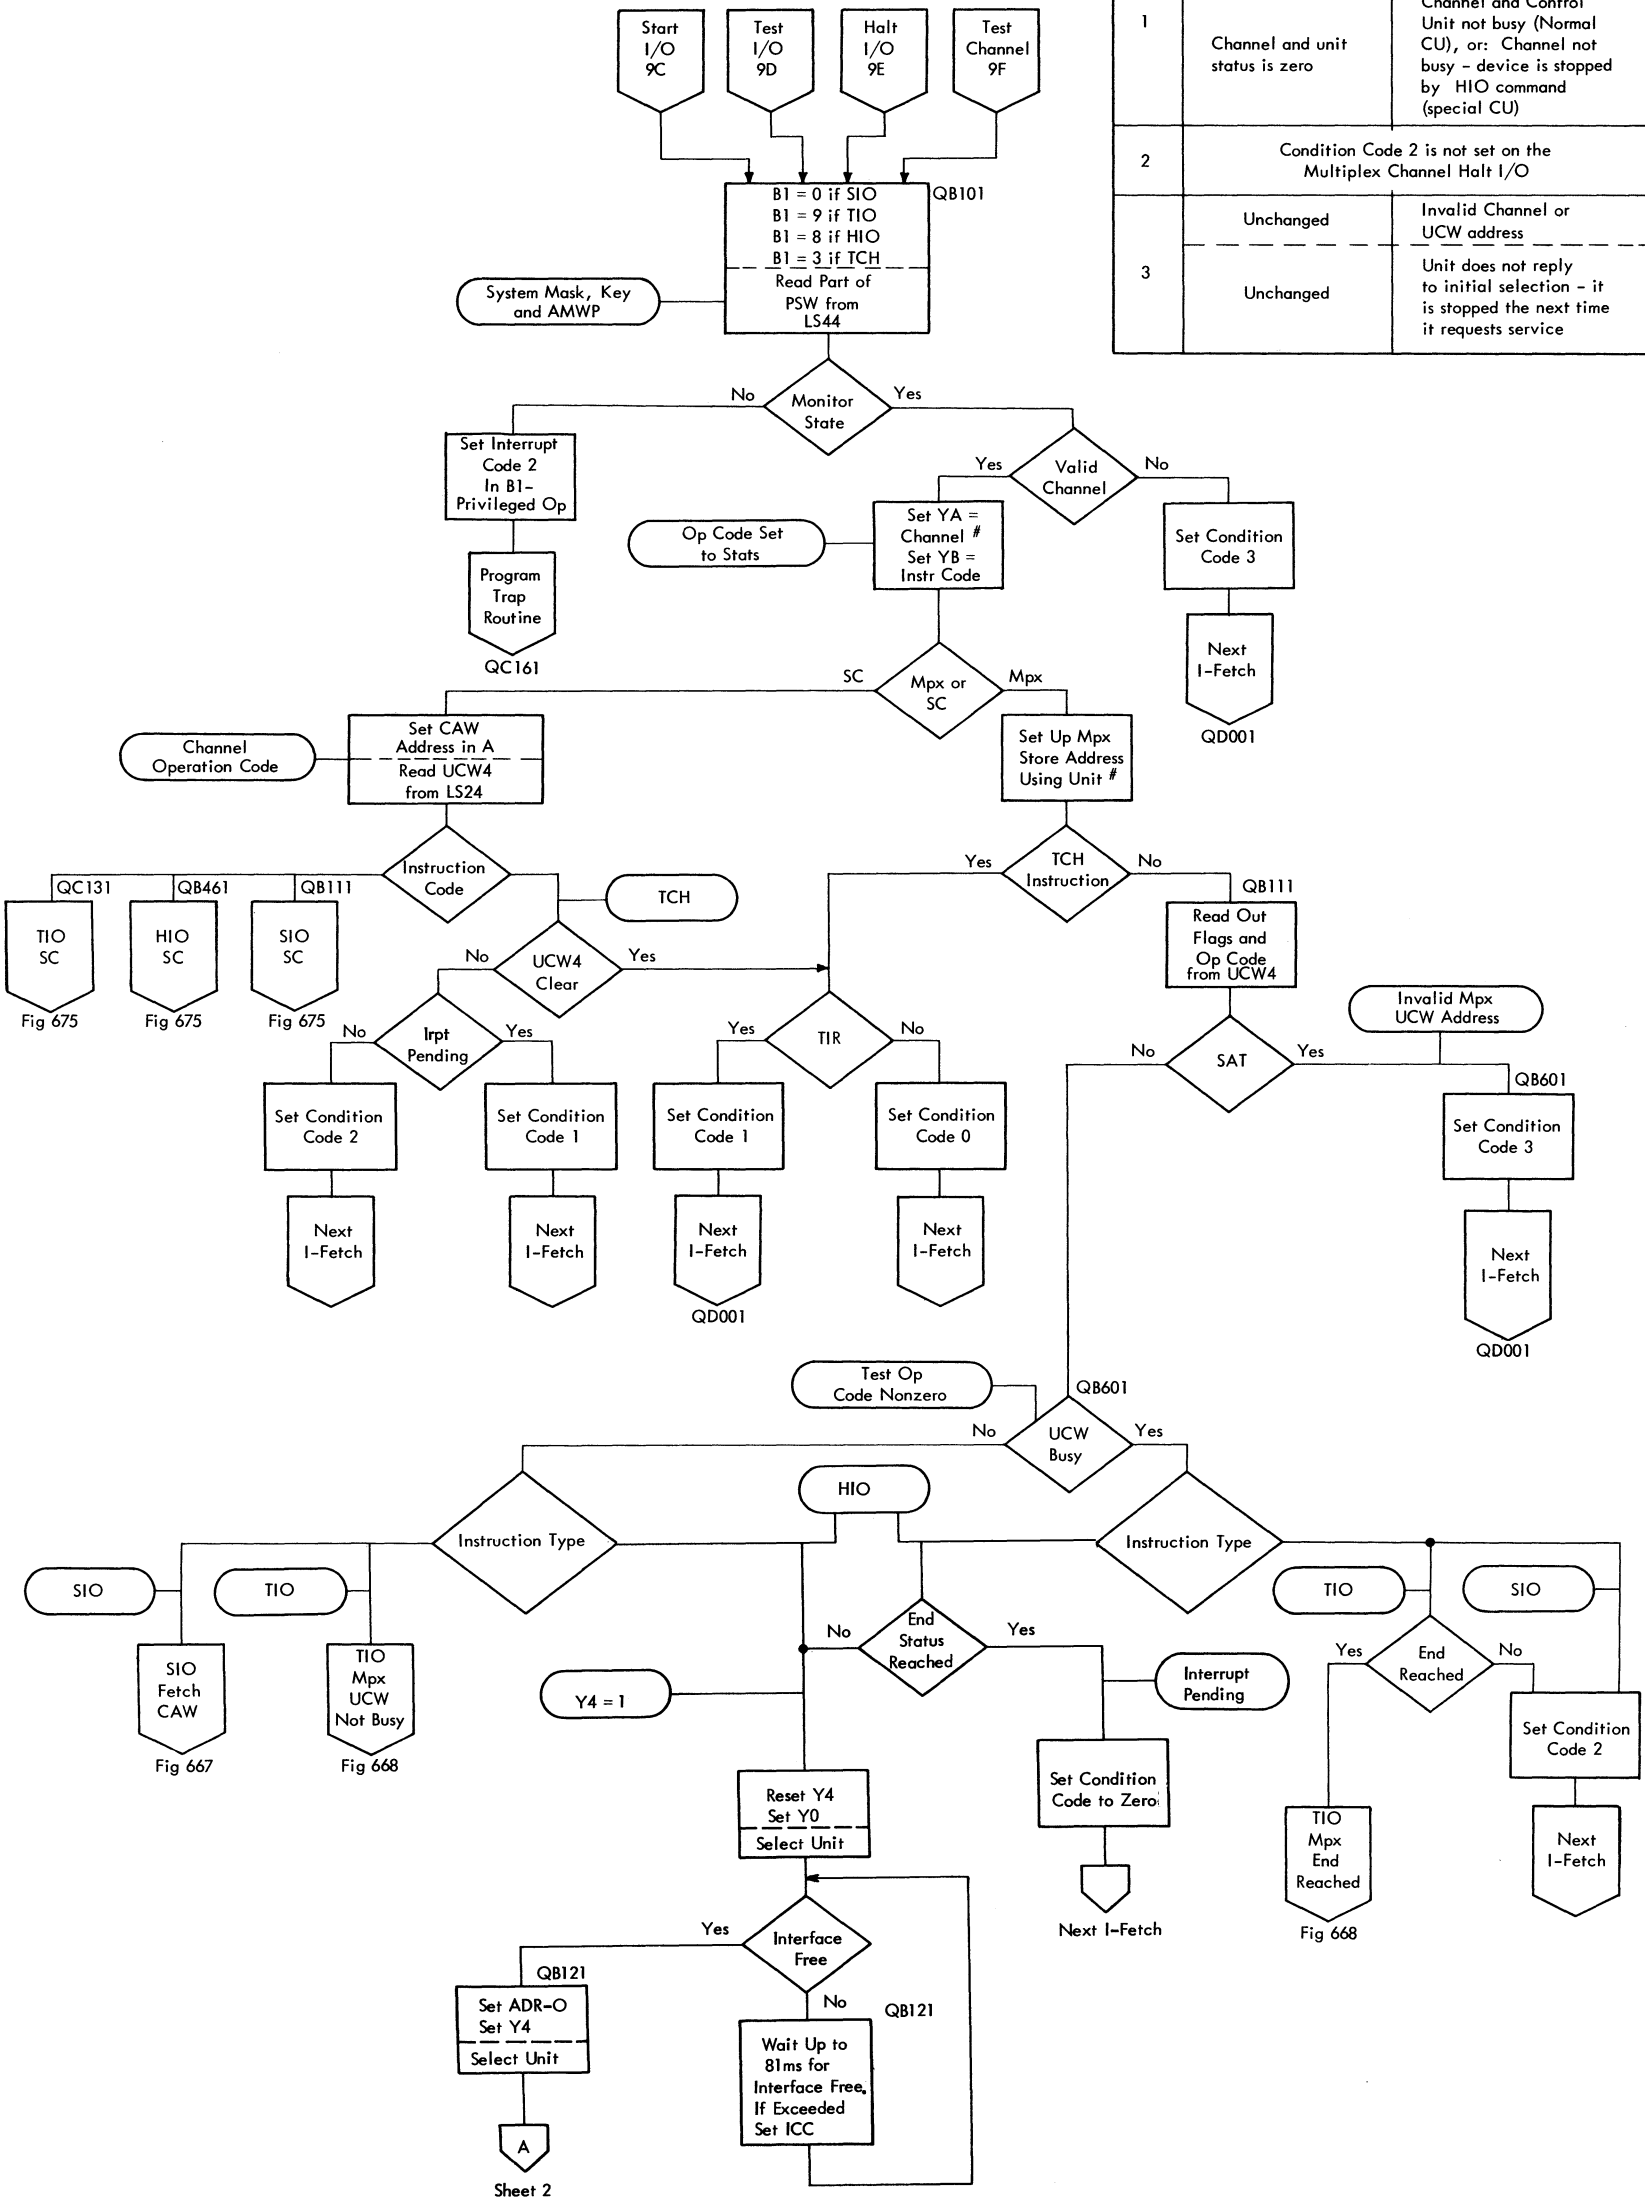 Start
I/O
9C
Test
I/O
9D
Halt
I/O
9E
Test
Channel
9F
1
Channel and unit
status is zero
Channel and Control
Unit not busy (Normal
CU), or: Channel not
busy - device is stopped
by HIO command
(special CU)
2
Condition Code 2 is not set on the
Multiplex Channel Halt I/O
3
Unchanged
Invalid Channel or
UCW address
Unchanged
Unit does not reply
to initial selection - it
is stopped the next time
it requests service
B1 = 0 if SIO
B1 = 9 if TIO
B1 = 8 if HIO
B1 = 3 if TCH
Read Part of
PSW from
LS44
QB101
System Mask, Key
and AMWP
Monitor
State
No
Yes
Set Interrupt
Code 2
In B1-
Privileged Op
Program
Trap
Routine
QC161
Valid
Channel
Yes
No
Op Code Set
to Stats
Set YA =
Channel #
Set YB =
Instr Code
Set Condition
Code 3
Next
I-Fetch
QD001
Mpx or
SC
SC
Mpx
Channel
Operation Code
Set CAW
Address in A
Read UCW4
from LS24
Set Up Mpx
Store Address
Using Unit #
Instruction
Code
QC131
QB461
QB111
TIO
SC
Fig 675
HIO
SC
Fig 675
SIO
SC
Fig 675
TCH
UCW4
Clear
No
Yes
TCH
Instruction
Yes
No
QB111
Read Out
Flags and
Op Code
from UCW4
Irpt
Pending
No
Yes
TIR
Yes
No
SAT
No
Yes
Invalid Mpx
UCW Address
QB601
Set Condition
Code 2
Set Condition
Code 1
Set Condition
Code 1
Set Condition
Code 0
Set Condition
Code 3
Next
I-Fetch
Next
I-Fetch
Next
I-Fetch
QD001
Next
I-Fetch
Next
I-Fetch
QD001
Test Op
Code Nonzero
QB601
UCW
Busy
No
Yes
HIO
Instruction Type
Instruction Type
SIO
TIO
SIO
Fetch
CAW
Fig 667
TIO
Mpx
UCW
Not Busy
Fig 668
End
Status
Reached
No
Yes
Y4 = 1
Interrupt
Pending
TIO
SIO
End
Reached
Yes
No
Set Condition
Code 2
Reset Y4
Set Y0
Select Unit
Set Condition
Code to Zero
Next I-Fetch
TIO
Mpx
End
Reached
Fig 668
Next
I-Fetch
Interface
Free
Yes
No
QB121
Set ADR-O
Set Y4
Select Unit
QB121
Wait Up to
81ms for
Interface Free.
If Exceeded
Set ICC
A
Sheet 2